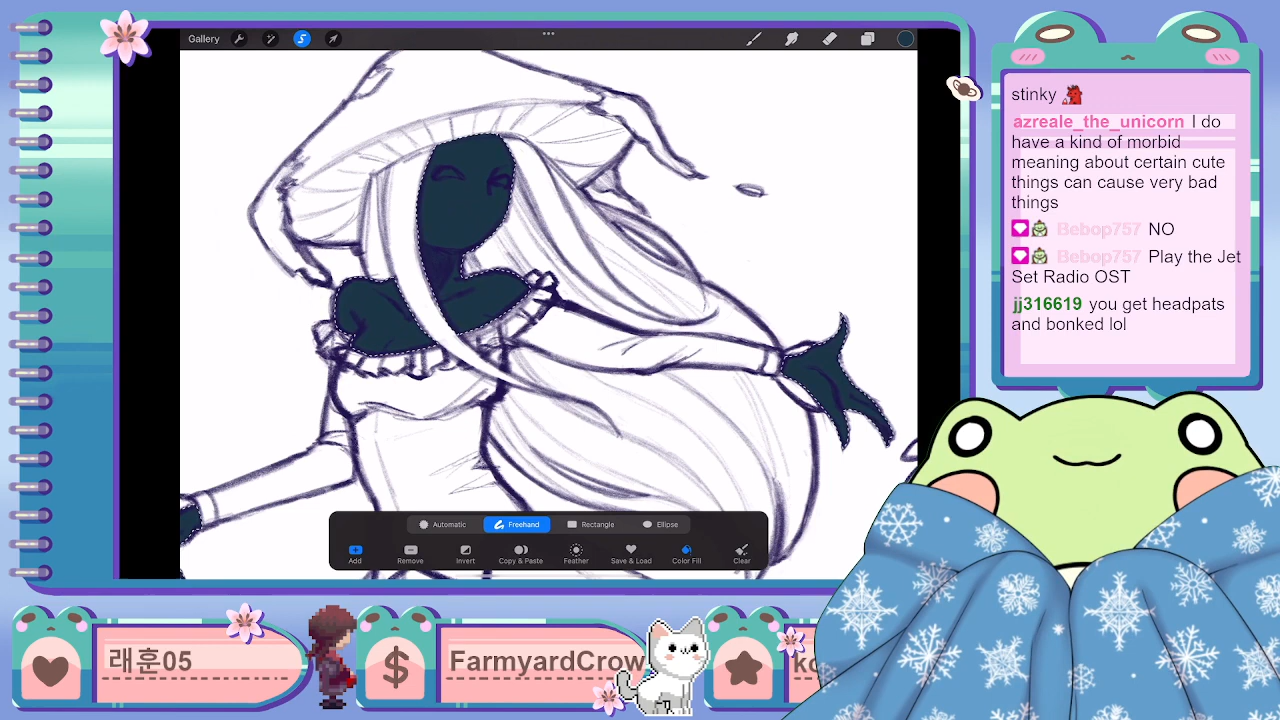 Gallery
stinky
azreale_the_unicorn I do
have a kind of morbid
meaning about certain cute
things can cause very bad
things
Bebop757 NO
Bebop757 Play the Jet
Set Radio OST
jj316619 you get headpats
and bonked lol
Automatic Freehand Rectangle Ellipse
Add Remove Invert Copy & Paste Feather Save & Load Color Fill Clear
래훈05
$
FarmyardCrow